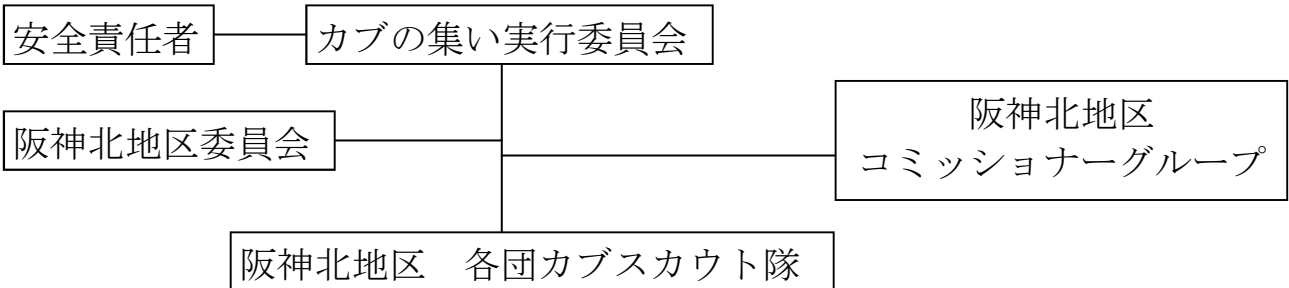 安全責任者
カブの集い実行委員会
阪神北地区委員会
阪神北地区
コミッショナーグループ
阪神北地区　各団カブスカウト隊